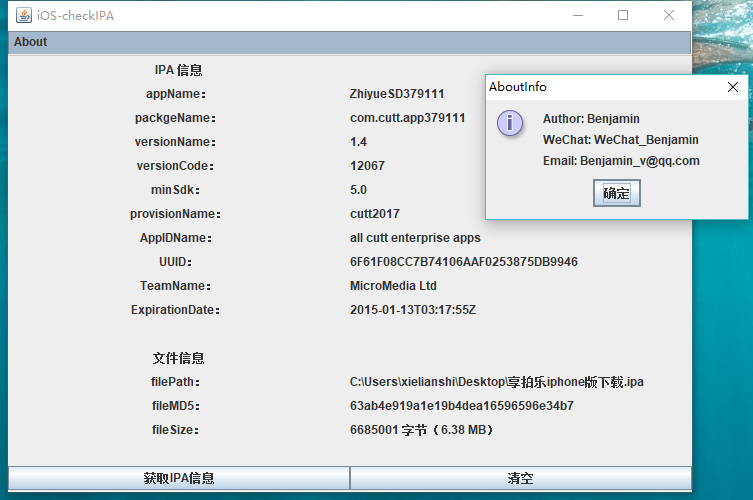 iOS-checkIPA
About
IPA 信息
appName： ZhiyueSD379111
packgeName： com.cutt.app379111
versionName： 1.4
versionCode： 12067
minSdk： 5.0
provisionName： cutt2017
AppIDName： all cutt enterprise apps
UUID： 6F61F08CC7B74106AAF0253875DB9946
TeamName： MicroMedia Ltd
ExpirationDate： 2015-01-13T03:17:55Z
文件信息
filePath： C:\Users\xielianshi\Desktop\享拍乐iphone版下载.ipa
fileMD5： 63ab4e919a1e19b4dea16596596e34b7
fileSize： 6685001 字节（6.38 MB）
获取IPA信息 清空
AboutInfo
Author: Benjamin
WeChat: WeChat_Benjamin
Email: Benjamin_v@qq.com
确定